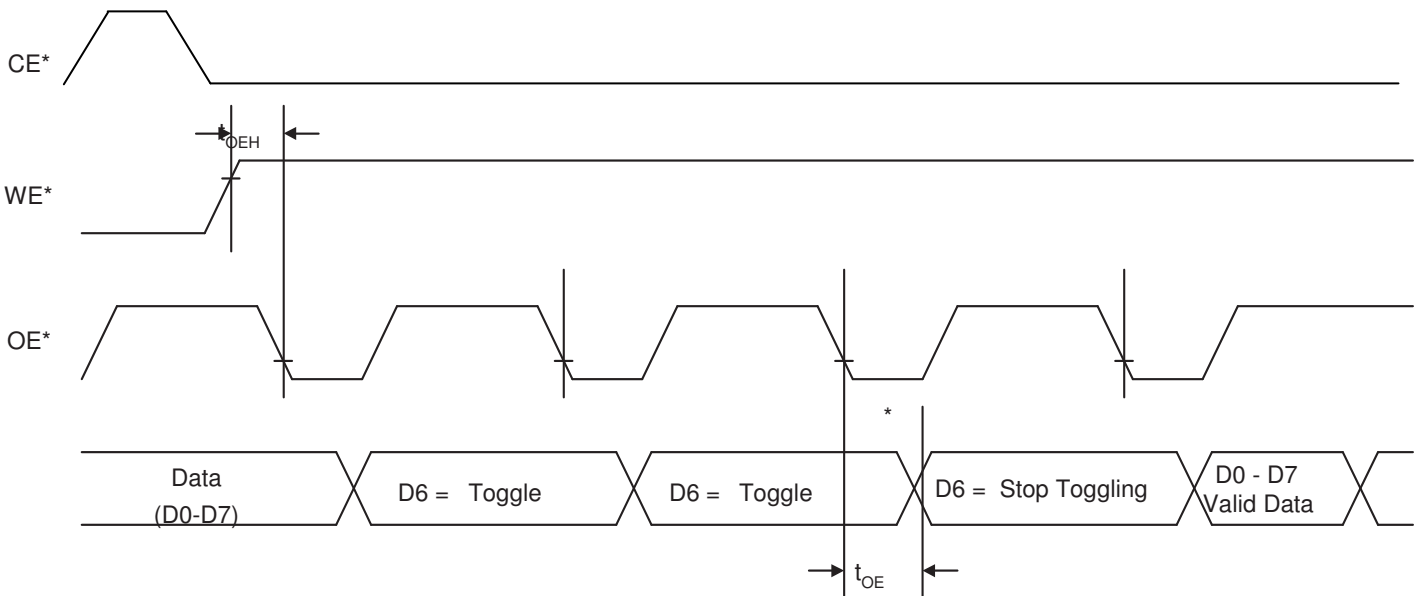 CE*
tOEH
WE*
OE*
*
Data
(D0-D7)
D6 = Toggle
D6 = Toggle
D6 = Stop Toggling
D0 - D7
Valid Data
tOE